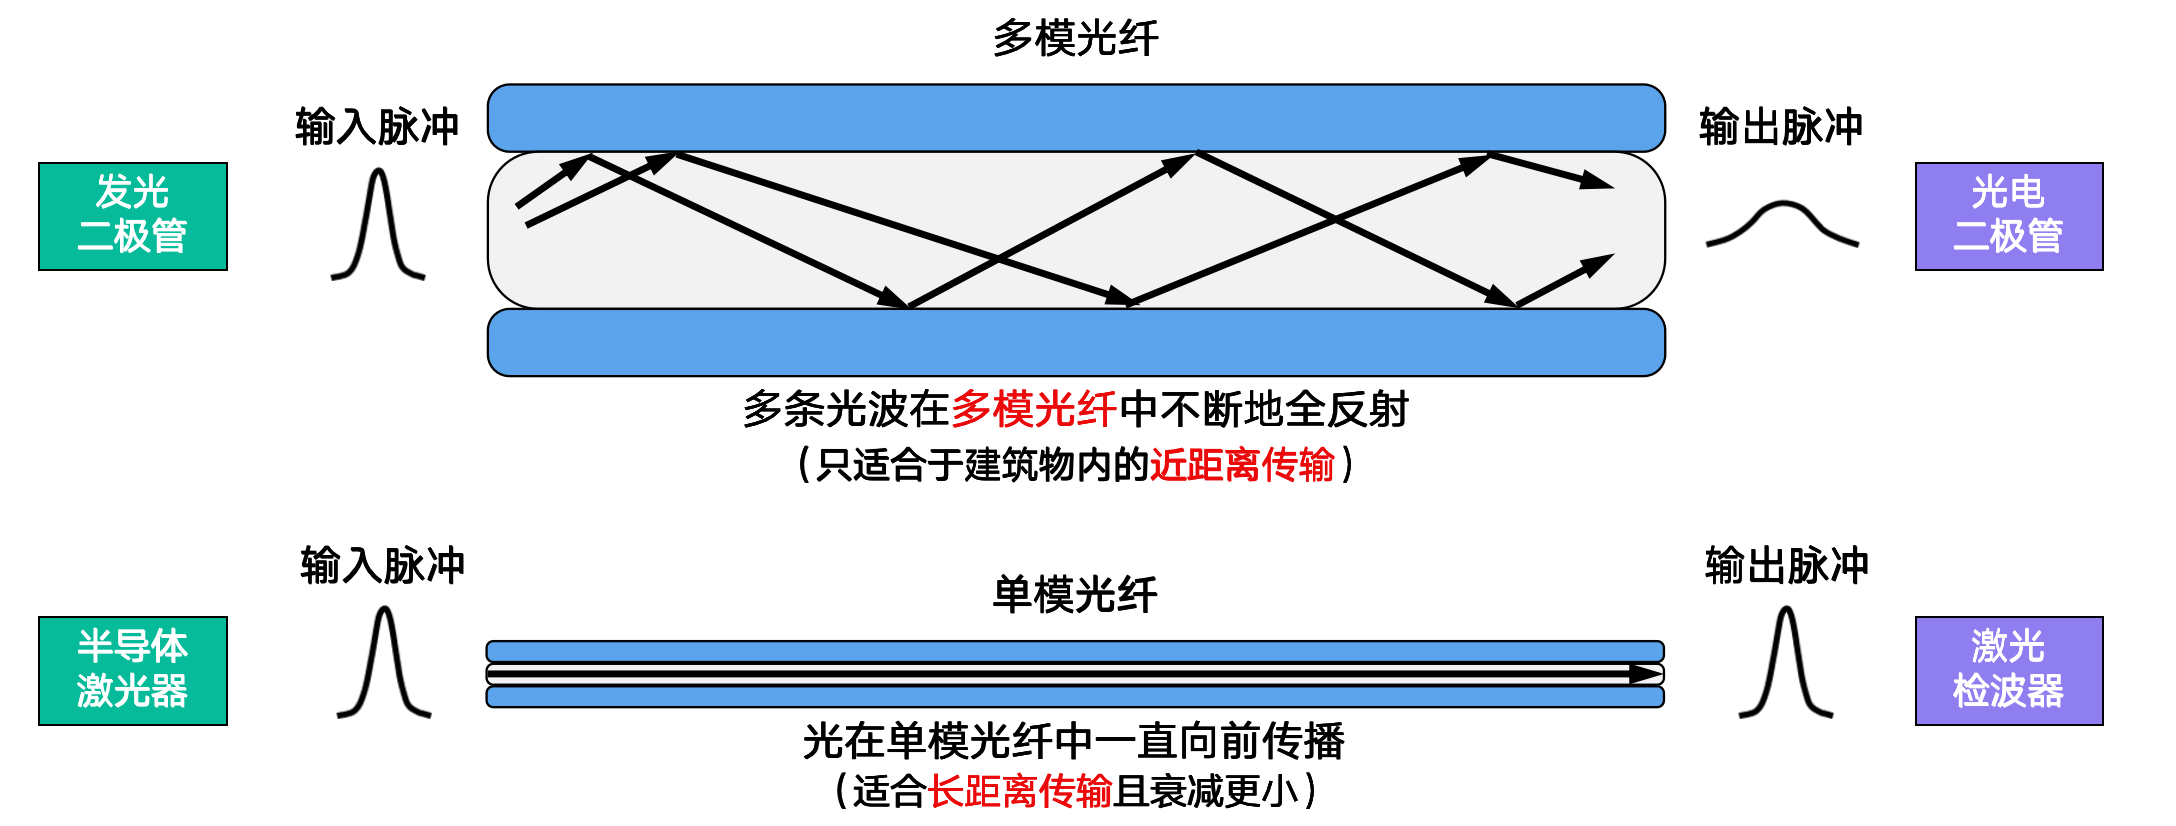 多模光纤
输入脉冲
输出脉冲
发光
二极管
光电
二极管
多条光波在多模光纤中不断地全反射
（只适合于建筑物内的近距离传输）
输入脉冲
输出脉冲
单模光纤
半导体
激光器
激光
检波器
光在单模光纤中一直向前传播
（适合长距离传输且衰减更小）